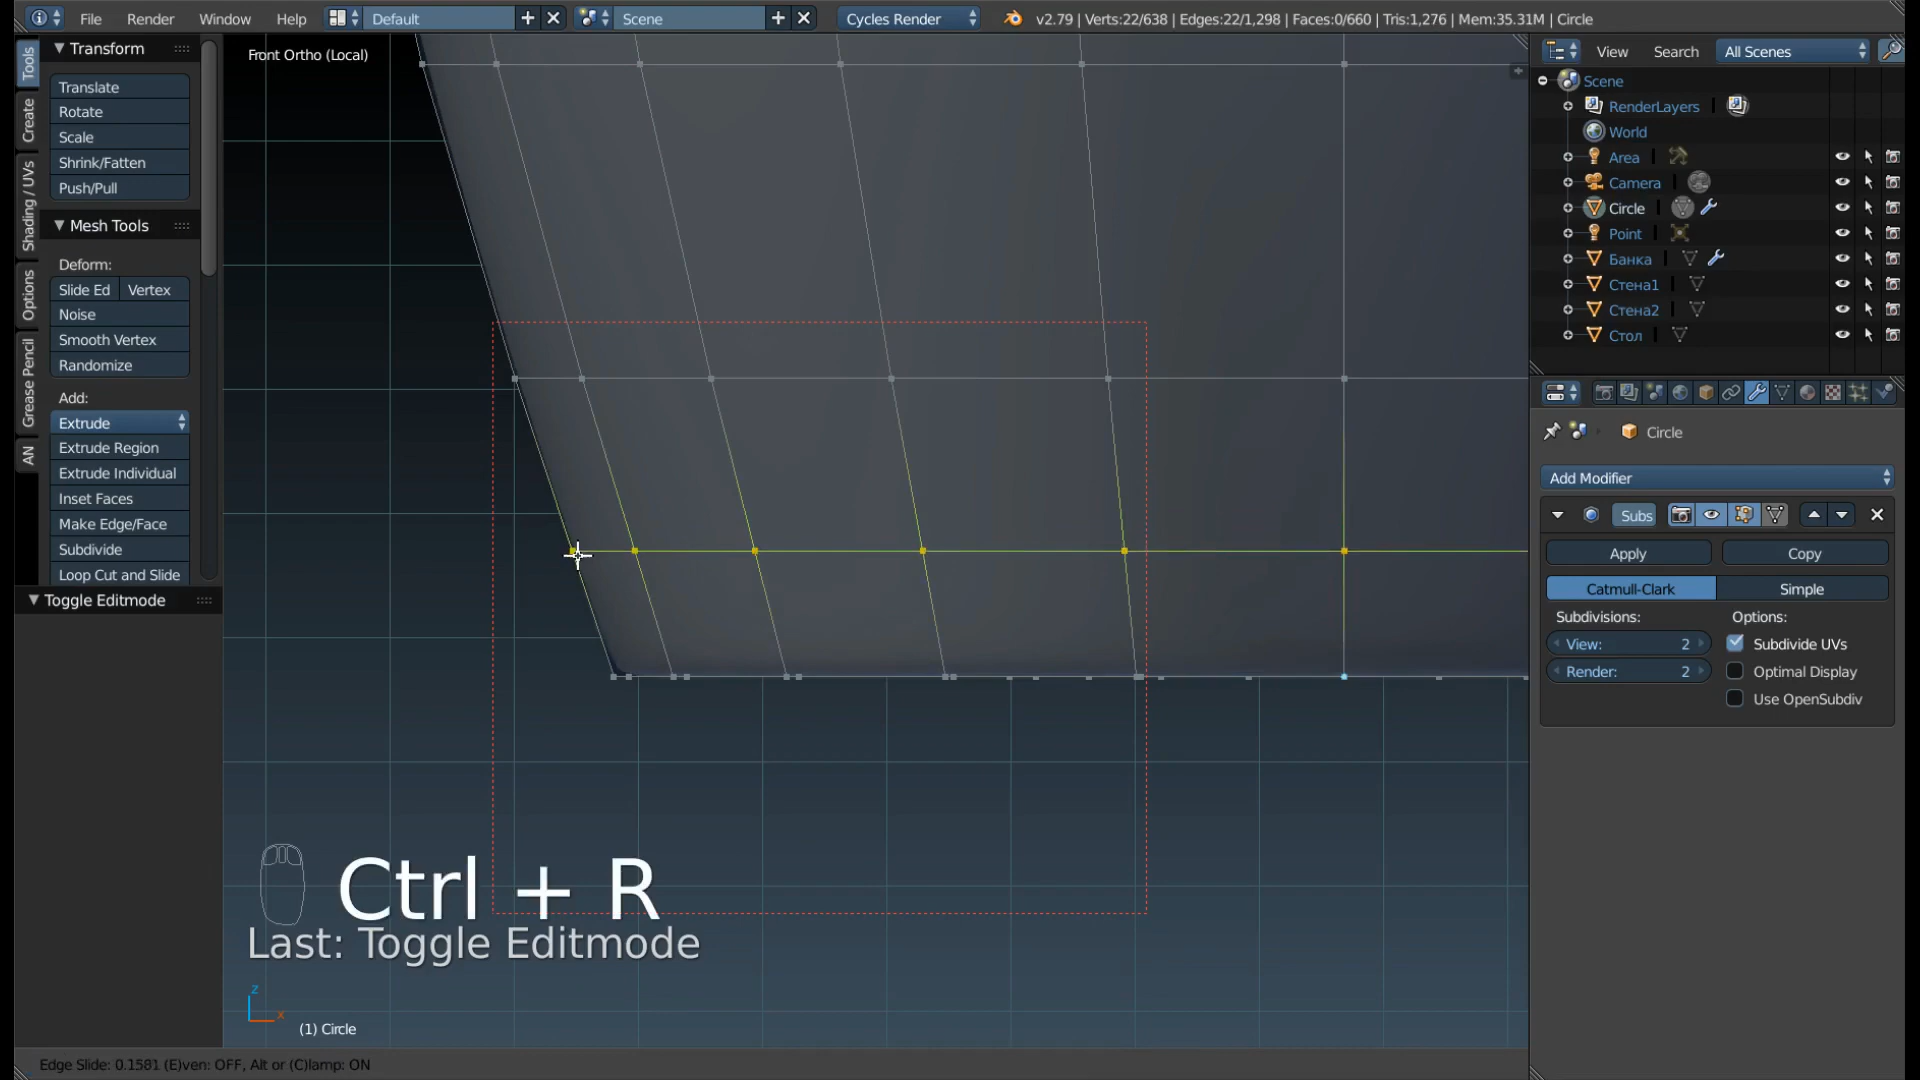 File Render Window Help Default Scene Cycles Render v2.79 | Verts:22/638 | Edges:22/1,298 | Faces:0/660 | Tris:1,276 | Mem:35.31M | Circle
Tools
Create
Shading / UVs
Options
Grease Pencil
AN
Transform
Translate
Rotate
Scale
Shrink/Fatten
Push/Pull
Mesh Tools
Deform:
Slide Ed Vertex
Noise
Smooth Vertex
Randomize
Add:
Extrude
Extrude Region
Extrude Individual
Inset Faces
Make Edge/Face
Subdivide
Loop Cut and Slide
Toggle Editmode
Front Ortho (Local)
Ctrl + R
Last: Toggle Editmode
z
x
(1) Circle
Edge Slide: 0.1581 (E)ven: OFF, Alt or (C)lamp: ON
View Search All Scenes
Scene
RenderLayers
World
Area
Camera
Circle
Point
Банка
Стена1
Стена2
Стол
Circle
Add Modifier
Subs
Apply Copy
Catmull-Clark Simple
Subdivisions: Options:
View: 2 Subdivide UVs
Render: 2 Optimal Display
Use OpenSubdiv